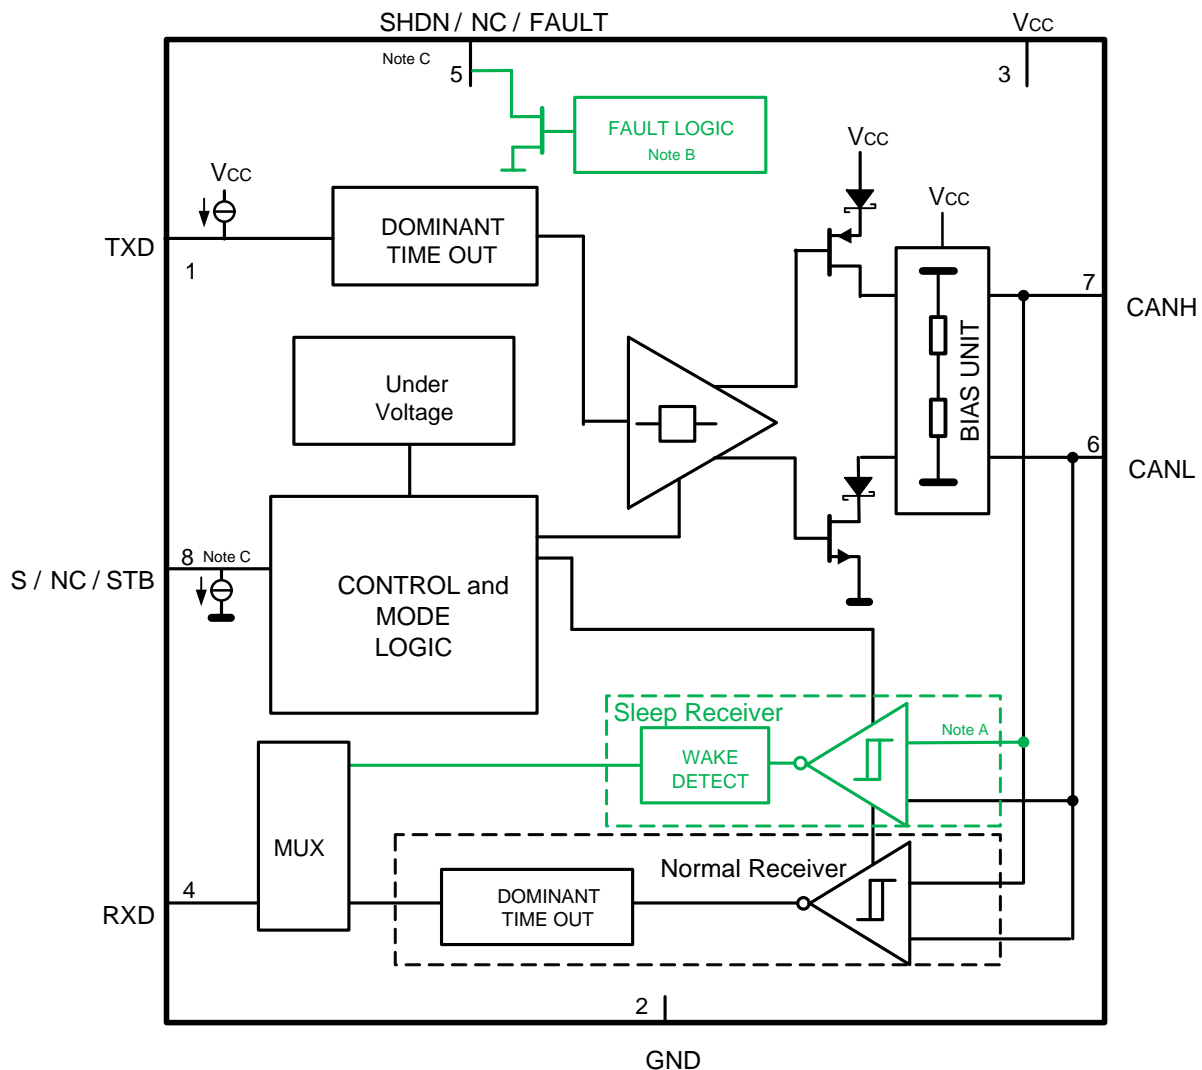 SHDN / NC / FAULT
VCC
Note C
5
3
FAULT LOGIC
Note B
VCC
VCC
VCC
DOMINANT
TIME OUT
TXD
1
7
CANH
BIAS UNIT
Under
Voltage
6
CANL
8
Note C
S / NC / STB
CONTROL and
MODE
LOGIC
Sleep Receiver
Note A
WAKE
DETECT
MUX
Normal Receiver
4
RXD
DOMINANT
TIME OUT
2
GND